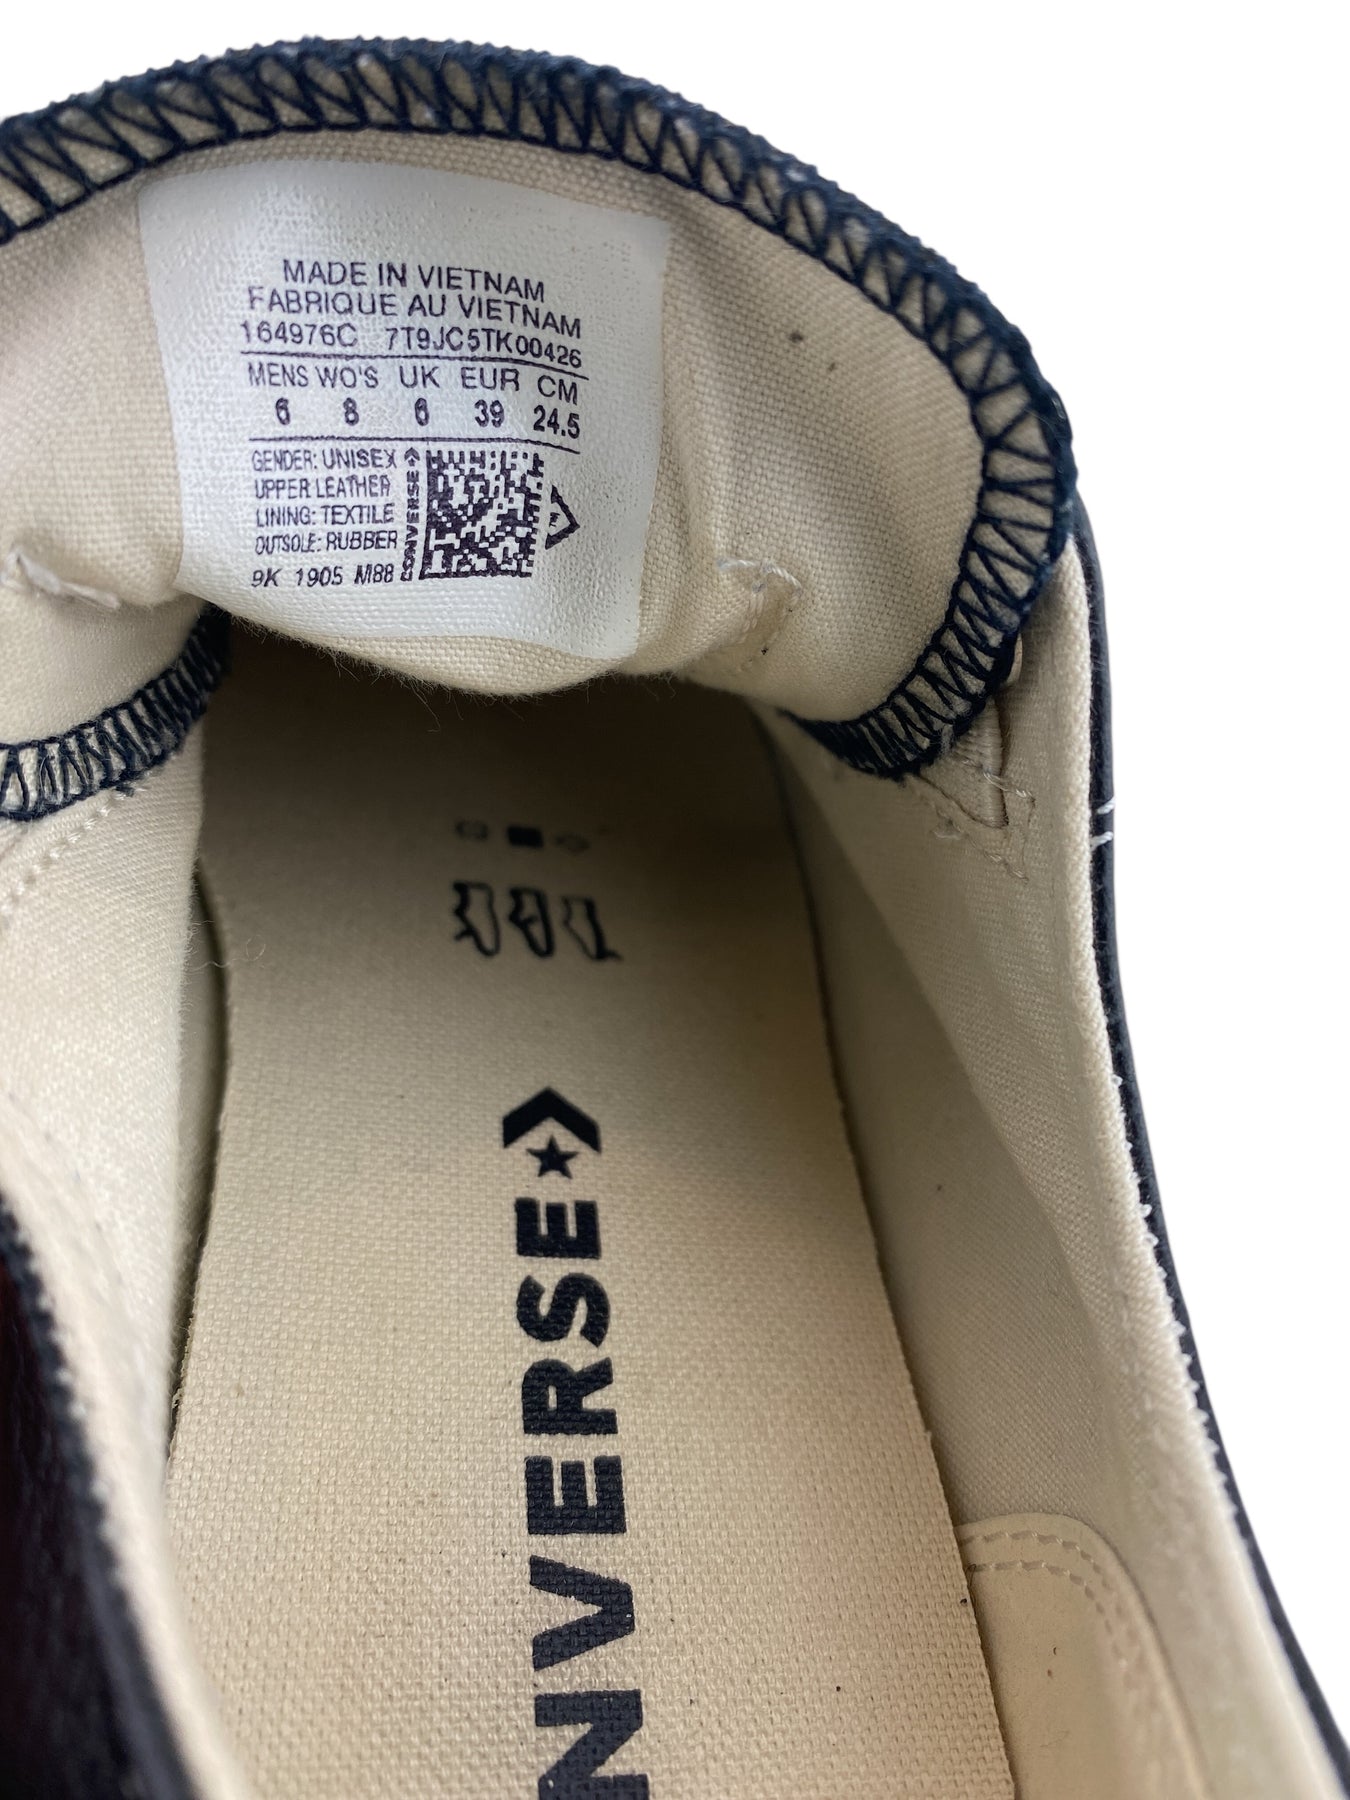 MADE IN VIETNAM
FABRIQUE AU VIETNAM
164976C 7T9JC5TK00426
MENS WO'S UK EUR CM
6 8 6 39 24.5
GENDER: UNISEX
UPPER LEATHER
LINING: TEXTILE
OUTSOLE: RUBBER
9K 1905 M88
CONVERSE
NVERSE